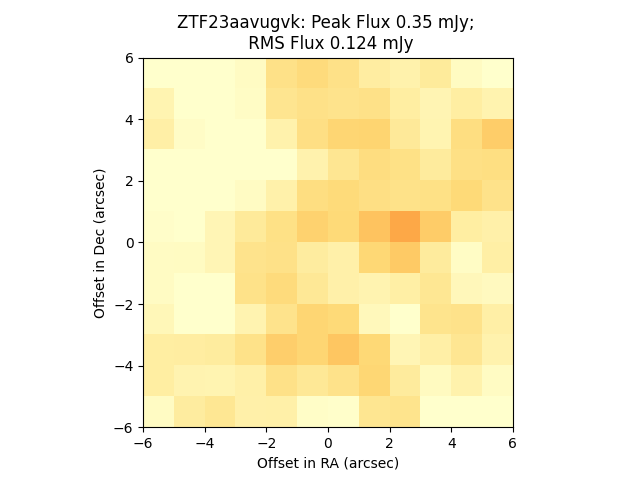 ZTF23aavugvk: Peak Flux 0.35 mJy;
RMS Flux 0.124 mJy
6
4
2
0
−2
−4
−6
Offset in Dec (arcsec)
−6 −4 −2 0 2 4 6
Offset in RA (arcsec)